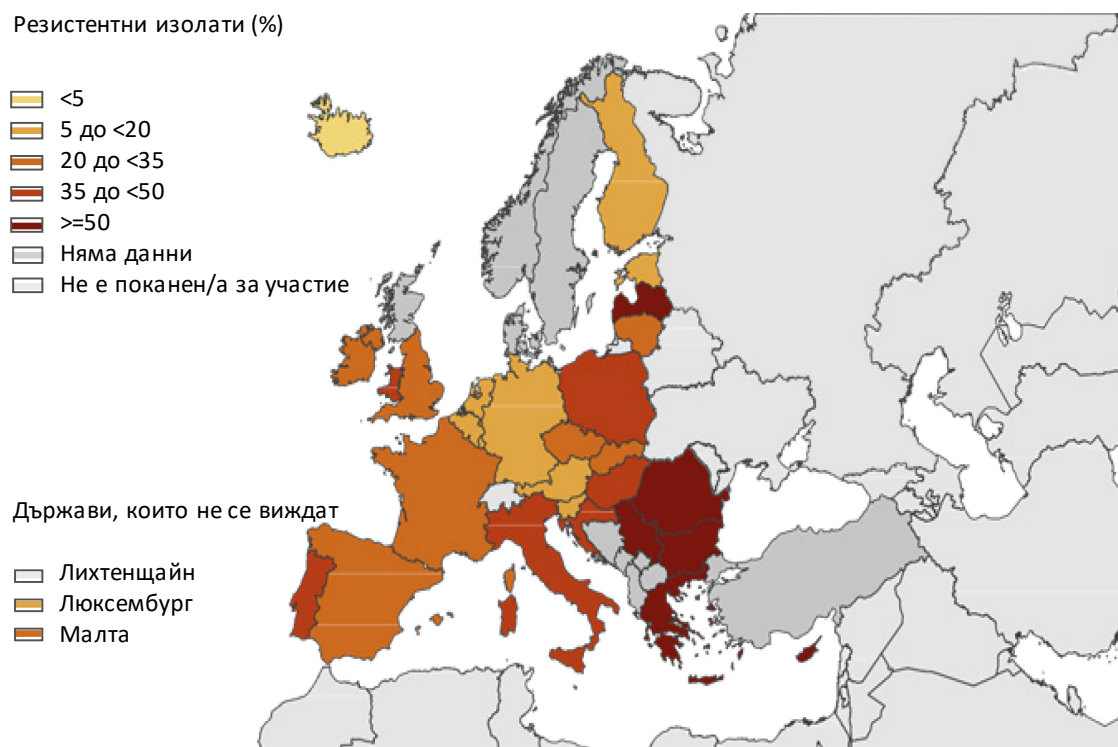 Резистентни изолати (%)
<5
5 до <20
20 до <35
35 до <50
>=50
Няма данни
Не е поканен/а за участие
Държави, които не се виждат
Лихтенщайн
Люксембург
Малта